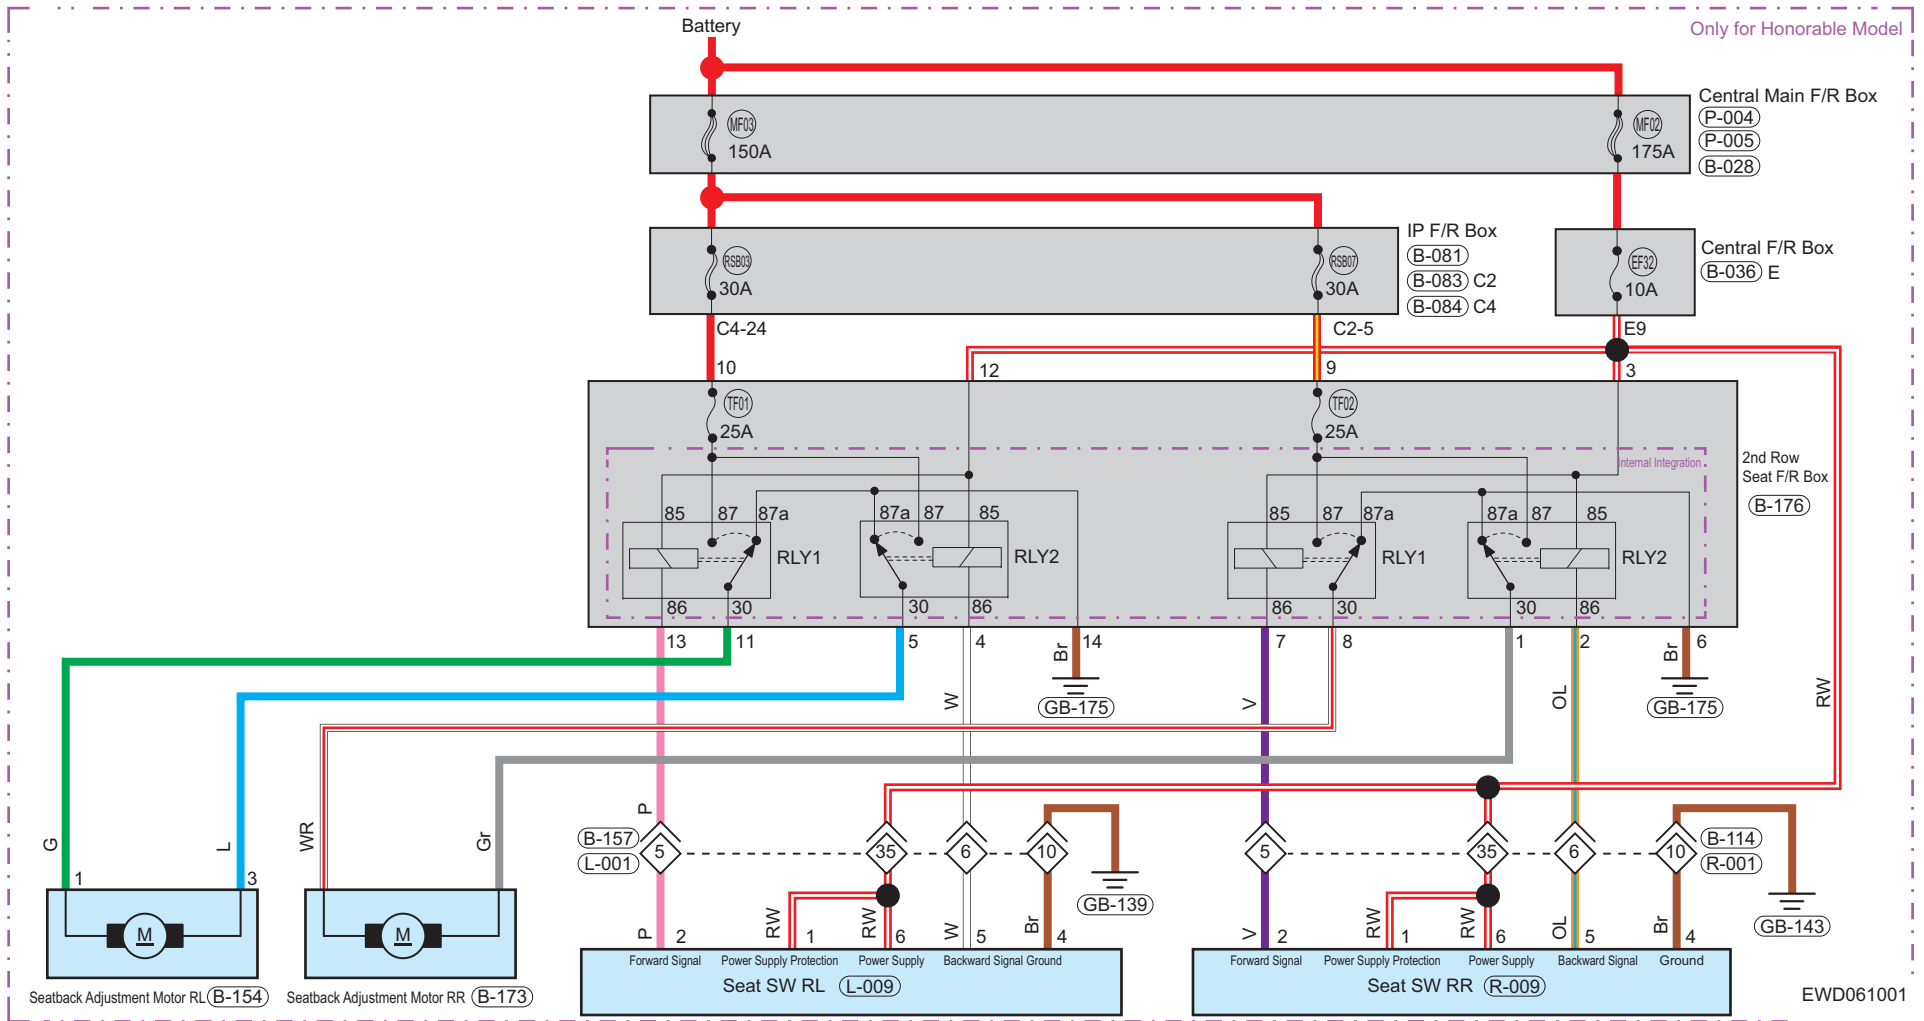 Battery
Only for Honorable Model
Central Main F/R Box
P-004
P-005
B-028
MF03
150A
MF02
175A
IP F/R Box
B-081
B-083 C2
B-084 C4
RSB03
30A
RSB07
30A
Central F/R Box
B-036 E
EF32
10A
C4-24
C2-5
E9
10
12
9
3
TF01
25A
TF02
25A
Internal Integration
2nd Row
Seat F/R Box
B-176
85 87 87a
87a 87 85
85 87 87a
87a 87 85
RLY1
RLY2
RLY1
RLY2
86 30
30 86
86 30
30 86
13 11 5 4 14 7 8 1 2 6
Br
GB-175
Br
GB-175
W
V
OL
RW
P
G
L
WR
Gr
B-157
L-001
5 35 6 10
5 35 6 10
B-114
R-001
GB-139
GB-143
1 3
M
M
P 2
RW 1
RW 6
W 5
Br 4
V 2
RW 1
RW 6
OL 5
Br 4
Forward Signal
Power Supply Protection
Power Supply
Backward Signal
Ground
Seat SW RL L-009
Forward Signal
Power Supply Protection
Power Supply
Backward Signal
Ground
Seat SW RR R-009
Seatback Adjustment Motor RL B-154
Seatback Adjustment Motor RR B-173
EWD061001